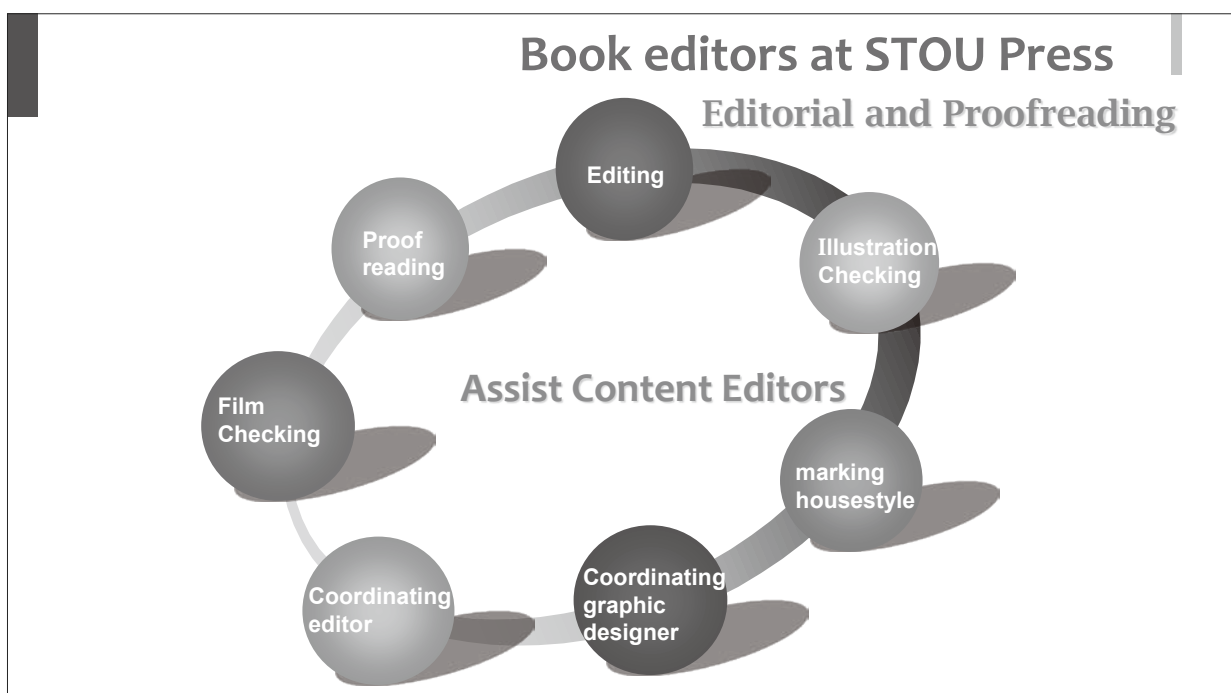 Book editors at STOU Press
Editorial and Proofreading
Editing
Illustration
Checking
marking
housestyle
Coordinating
graphic
designer
Coordinating
editor
Film
Checking
Proof
reading
Assist Content Editors